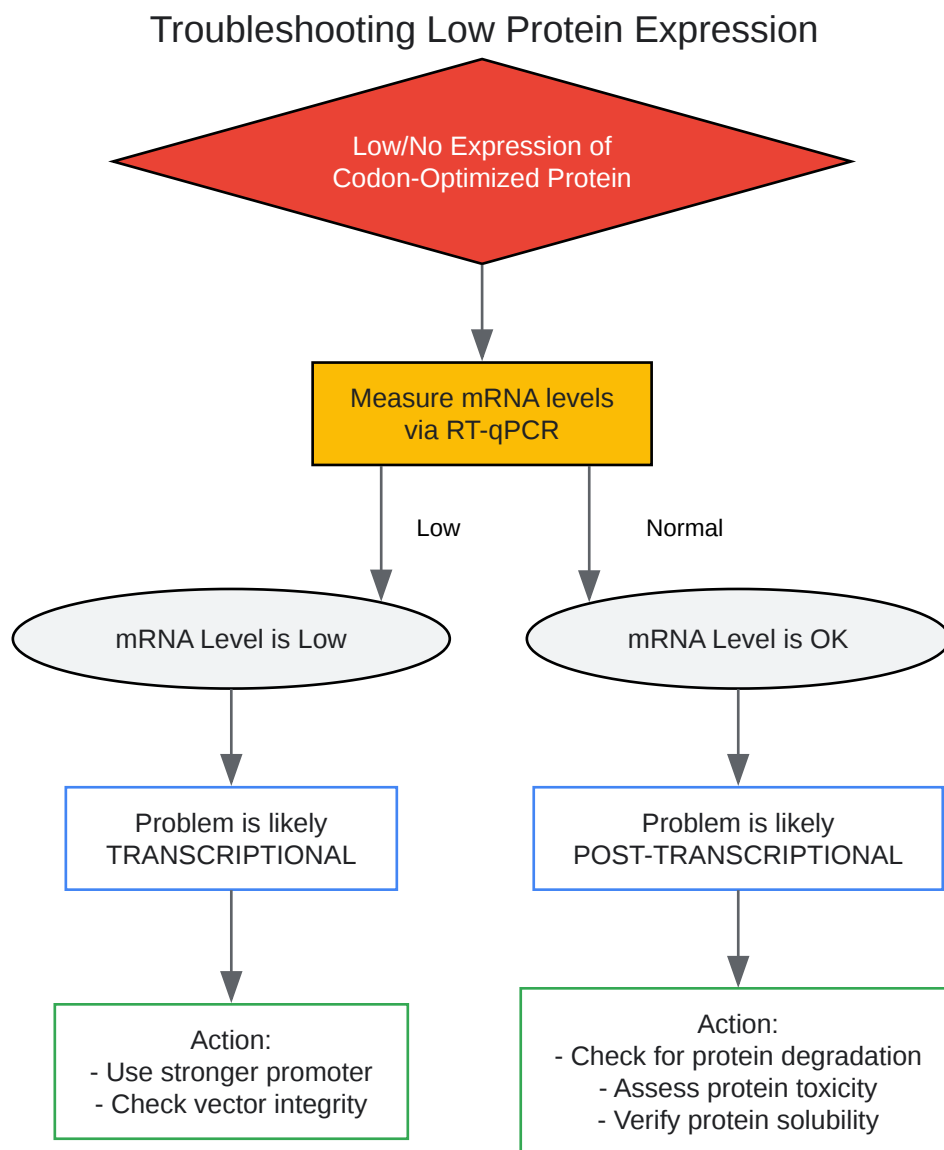 Troubleshooting Low Protein Expression
Low/No Expression of
Codon-Optimized Protein
Measure mRNA levels
via RT-qPCR
Low
Normal
mRNA Level is Low
mRNA Level is OK
Problem is likely
TRANSCRIPTIONAL
Problem is likely
POST-TRANSCRIPTIONAL
Action:
- Use stronger promoter
- Check vector integrity
Action:
- Check for protein degradation
- Assess protein toxicity
- Verify protein solubility